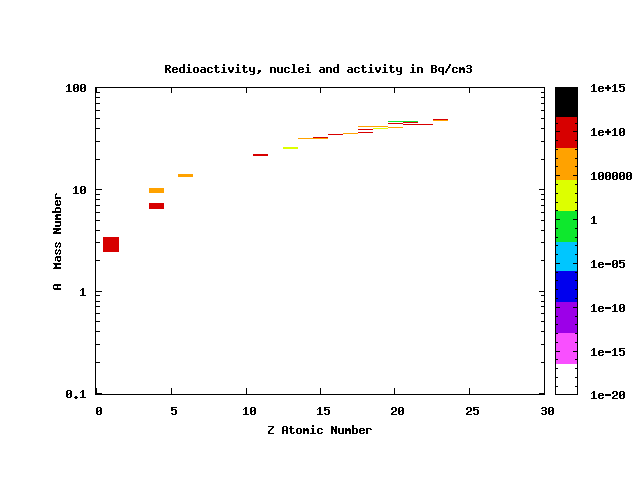 Redioactivity, nuclei and activity in Bq/cm3
100
10
1
0.1
A Mass Number
0 5 10 15 20 25 30
Z Atomic Number
1e+15
1e+10
100000
1
1e-05
1e-10
1e-15
1e-20